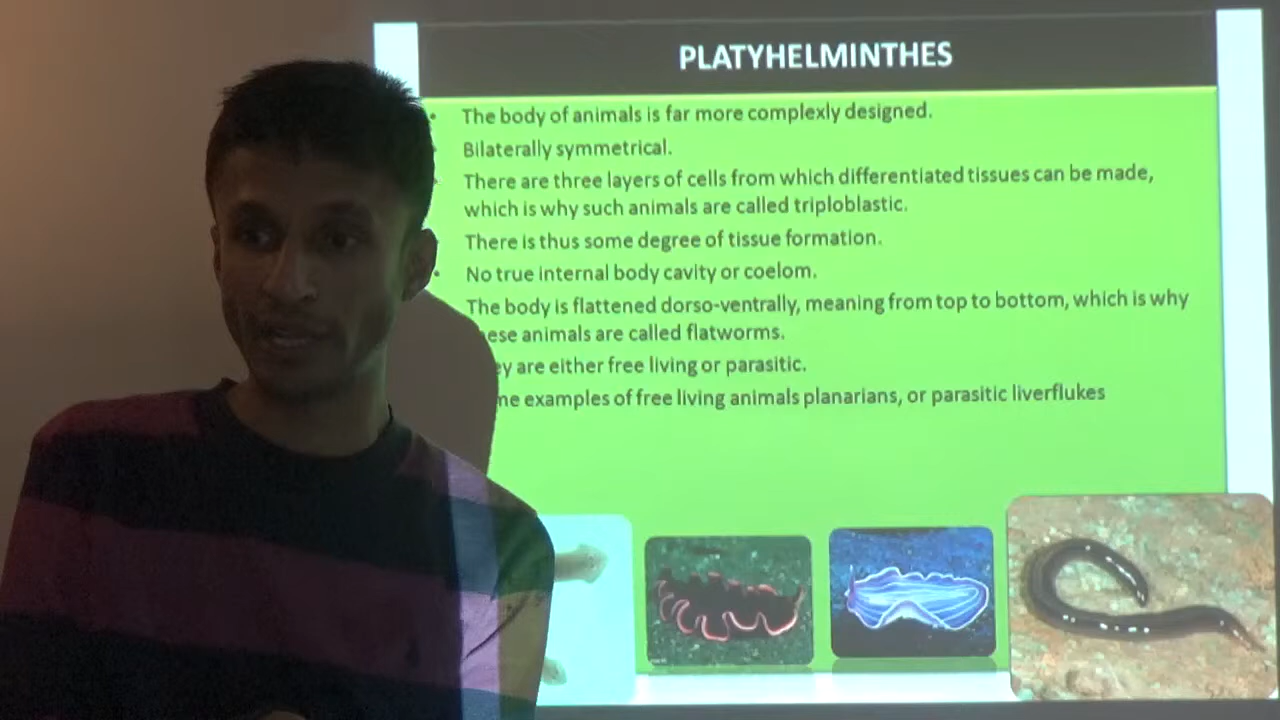 PLATYHELMINTHES
• The body of animals is far more complexly designed.
Bilaterally symmetrical.
There are three layers of cells from which differentiated tissues can be made,
which is why such animals are called triploblastic.
There is thus some degree of tissue formation.
• No true internal body cavity or coelom.
The body is flattened dorso-ventrally, meaning from top to bottom, which is why
ese animals are called flatworms.
ey are either free living or parasitic.
me examples of free living animals planarians, or parasitic liverflukes